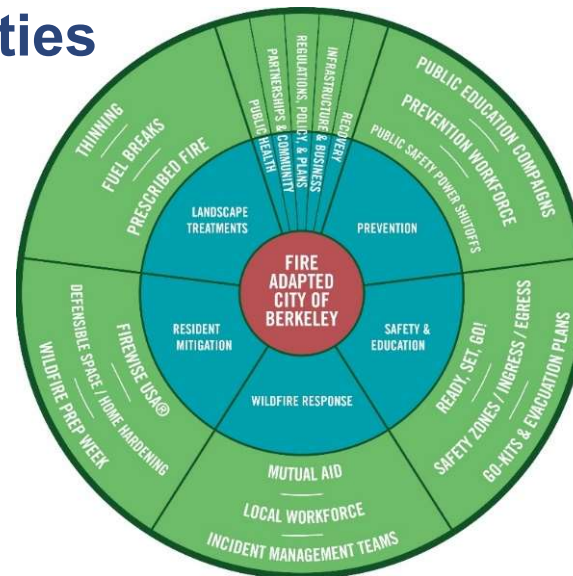 ties
THINNING
FUEL BREAKS
PRESCRIBED FIRE
PUBLIC HEALTH
PARTNERSHIPS & COMMUNITY
REGULATIONS, POLICY, & PLANS
INFRASTRUCTURE & BUSINESS
RECOVERY
PUBLIC EDUCATION COMPAIGNS
PREVENTION WORKFORCE
PUBLIC SAFETY POWER SHUTOFFS
LANDSCAPE
TREATMENTS
PREVENTION
FIRE
ADAPTED
CITY OF
BERKELEY
RESIDENT
MITIGATION
SAFETY &
EDUCATION
WILDFIRE RESPONSE
FIREWISE USA®
DEFENSIBLE SPACE / HOME HARDENING
WILDFIRE PREP WEEK
READY, SET, GO!
SAFETY ZONES / INGRESS / EGRESS
GO-KITS & EVACUATION PLANS
MUTUAL AID
LOCAL WORKFORCE
INCIDENT MANAGEMENT TEAMS